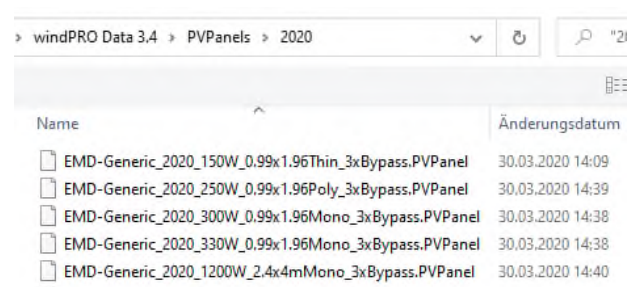 › windPRO Data 3.4 › PVPanels › 2020 "20
Name Änderungsdatum
EMD-Generic_2020_150W_0.99x1.96Thin_3xBypass.PVPanel 30.03.2020 14:09
EMD-Generic_2020_250W_0.99x1.96Poly_3xBypass.PVPanel 30.03.2020 14:39
EMD-Generic_2020_300W_0.99x1.96Mono_3xBypass.PVPanel 30.03.2020 14:38
EMD-Generic_2020_330W_0.99x1.96Mono_3xBypass.PVPanel 30.03.2020 14:38
EMD-Generic_2020_1200W_2.4x4mMono_3xBypass.PVPanel 30.03.2020 14:40